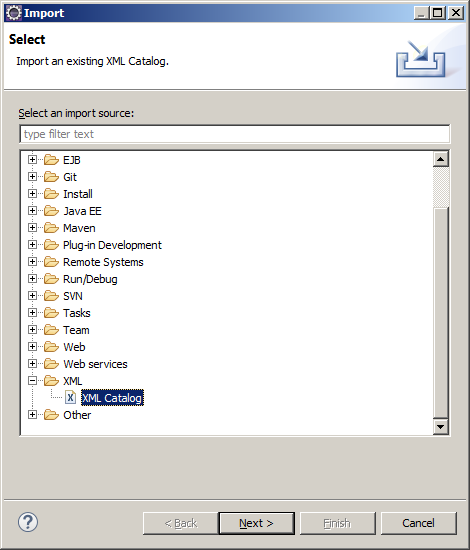 Import
Select
Import an existing XML Catalog.
Select an import source:
type filter text
EJB
Git
Install
Java EE
Maven
Plug-in Development
Remote Systems
Run/Debug
SVN
Tasks
Team
Web
Web services
XML
XML Catalog
Other
< Back
Next >
Finish
Cancel